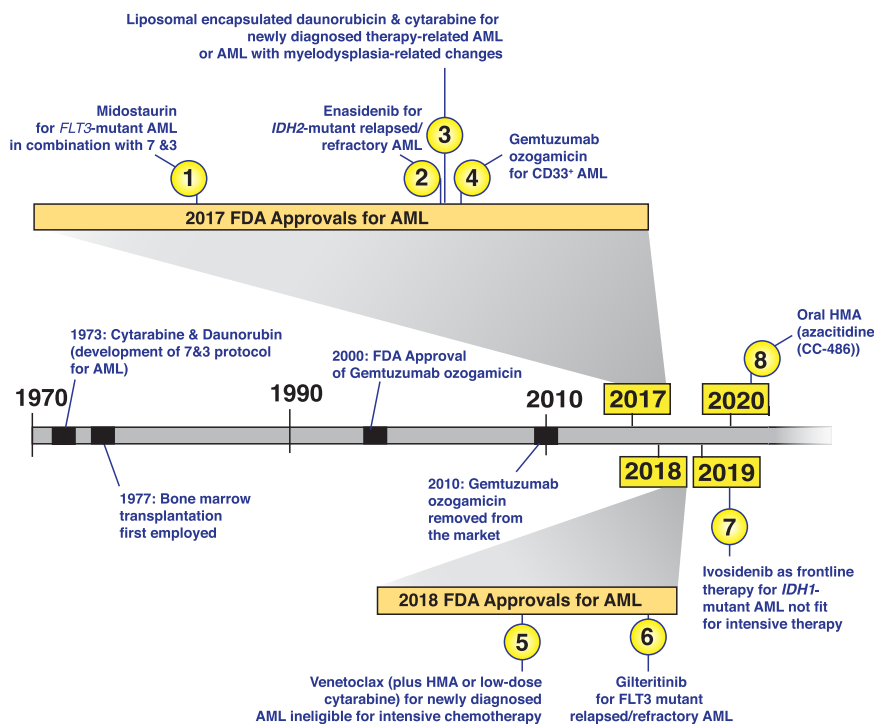 Liposomal encapsulated daunorubicin & cytarabine for
newly diagnosed therapy-related AML
or AML with myelodysplasia-related changes
Midostaurin
for FLT3-mutant AML
in combination with 7 &3
Enasidenib for
IDH2-mutant relapsed/
refractory AML
Gemtuzumab
ozogamicin
for CD33⁺ AML
1
2
3
4
2017 FDA Approvals for AML
1973: Cytarabine & Daunorubin
(development of 7&3 protocol
for AML)
2000: FDA Approval
of Gemtuzumab ozogamicin
Oral HMA
(azacitidine
(CC-486))
8
1970
1990
2010
2017
2020
2018
2019
1977: Bone marrow
transplantation
first employed
2010: Gemtuzumab
ozogamicin
removed from
the market
7
Ivosidenib as frontline
therapy for IDH1-
mutant AML not fit
for intensive therapy
2018 FDA Approvals for AML
5
6
Venetoclax (plus HMA or low-dose
cytarabine) for newly diagnosed
AML ineligible for intensive chemotherapy
Gilteritinib
for FLT3 mutant
relapsed/refractory AML